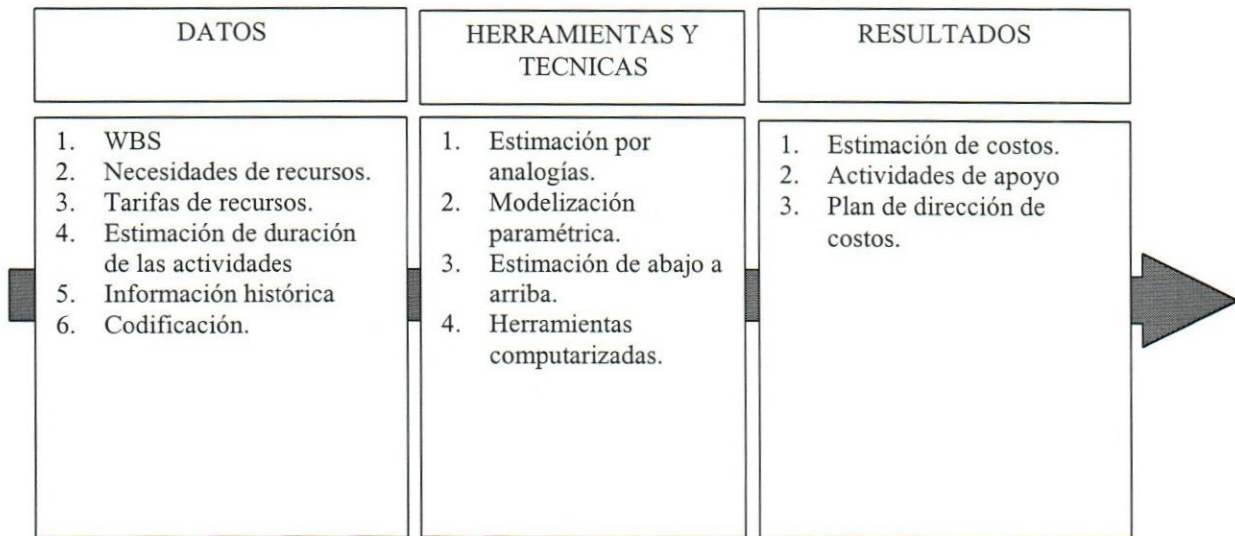 DATOS
1. WBS
2. Necesidades de recursos.
3. Tarifas de recursos.
4. Estimación de duración
de las actividades
5. Información histórica
6. Codificación.
HERRAMIENTAS Y
TECNICAS
1. Estimación por
analogías.
2. Modelización
paramétrica.
3. Estimación de abajo a
arriba.
4. Herramientas
computarizadas.
RESULTADOS
1. Estimación de costos.
2. Actividades de apoyo
3. Plan de dirección de
costos.